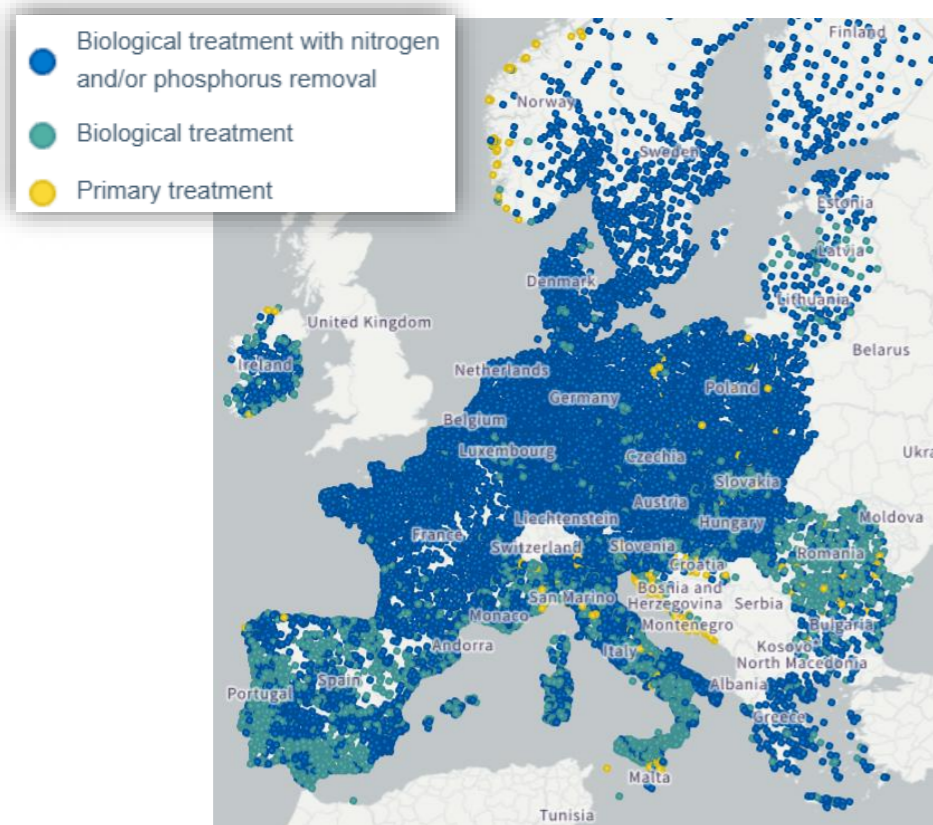 Biological treatment with nitrogen
and/or phosphorus removal
Biological treatment
Primary treatment
Finland
Norway
Sweden
Estonia
Latvia
Denmark
Lithuania
United Kingdom
Ireland
Belarus
Netherlands
Poland
Germany
Belgium
Luxembourg
Czechia
Ukra
Slovakia
Austria
Liechtenstein
Hungary
Moldova
France
Switzerland
Slovenia
Romania
Croatia
Bosnia and
Herzegovina
San Marino
Serbia
Monaco
Montenegro
Bulgaria
Andorra
Italy
Kosovo*
North Macedonia
Spain
Albania
Portugal
Greece
Malta
Tunisia